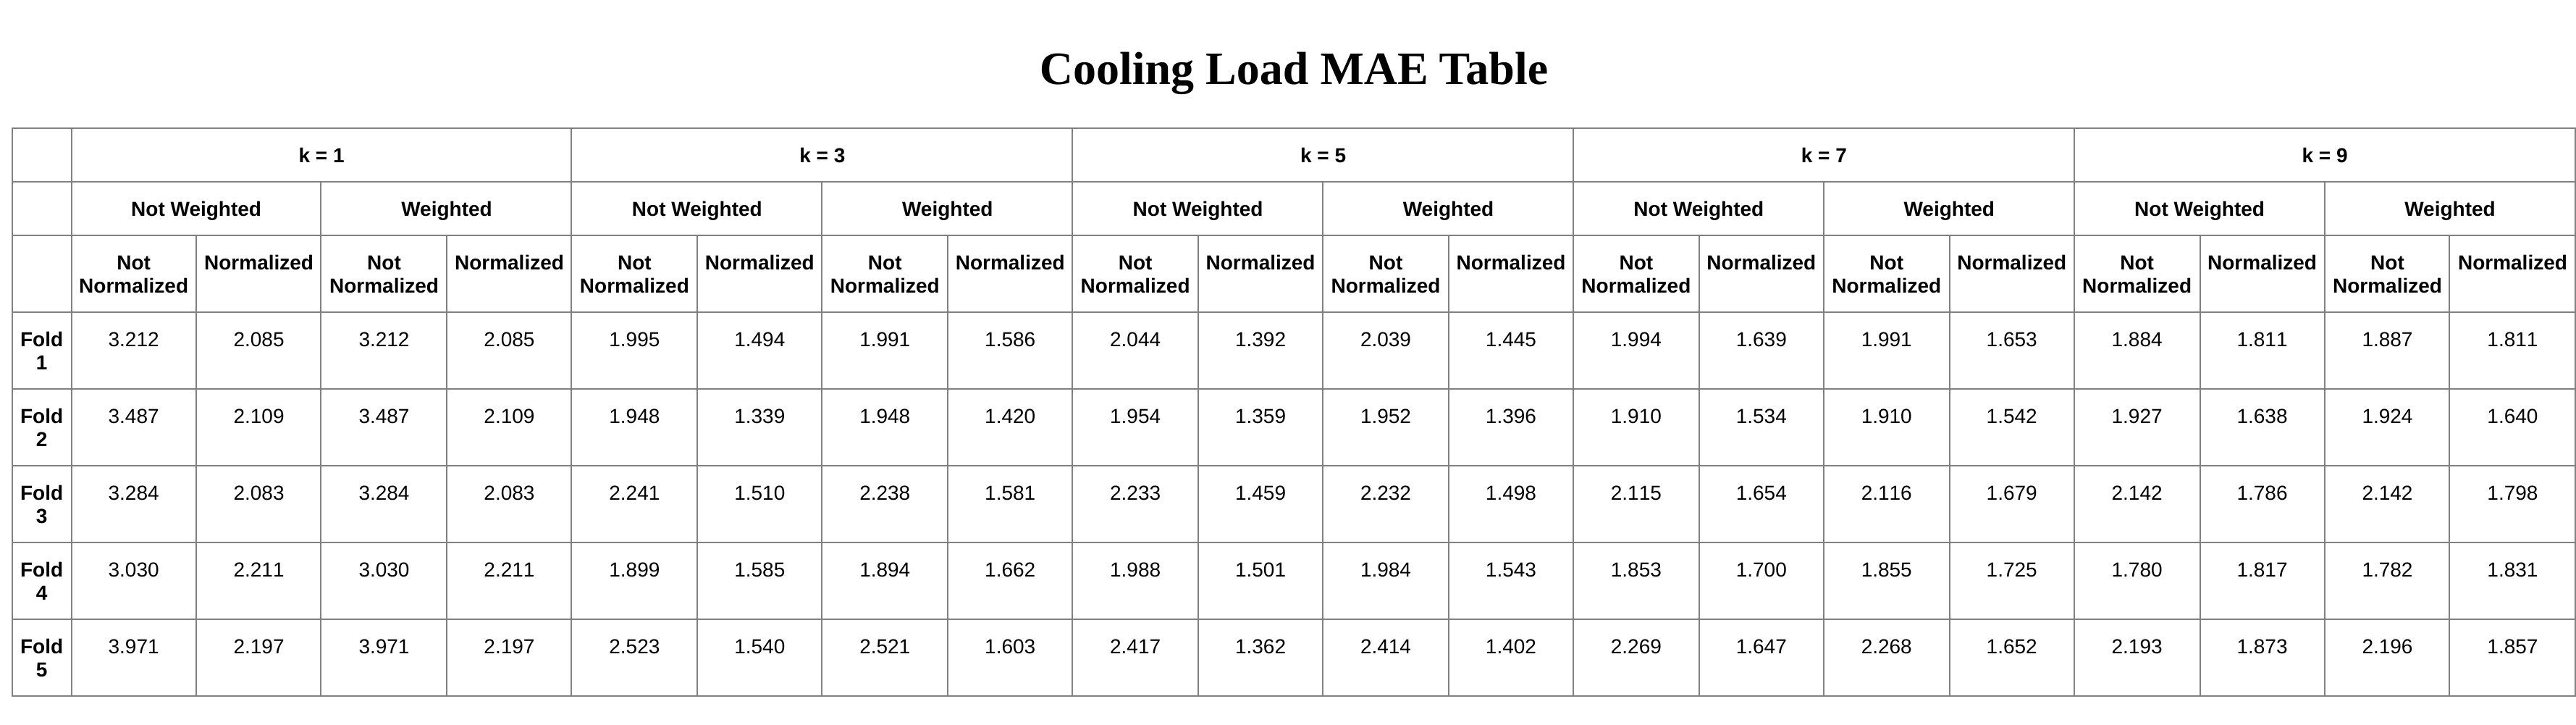 Cooling Load MAE Table
k = 1 k = 3 k = 5 k = 7 k = 9
Not Weighted Weighted Not Weighted Weighted Not Weighted Weighted Not Weighted Weighted Not Weighted Weighted
Not Normalized Normalized Not Normalized Normalized Not Normalized Normalized Not Normalized Normalized Not Normalized Normalized Not Normalized Normalized Not Normalized Normalized Not Normalized Normalized Not Normalized Normalized Not Normalized Normalized
Fold 1 3.212 2.085 3.212 2.085 1.995 1.494 1.991 1.586 2.044 1.392 2.039 1.445 1.994 1.639 1.991 1.653 1.884 1.811 1.887 1.811
Fold 2 3.487 2.109 3.487 2.109 1.948 1.339 1.948 1.420 1.954 1.359 1.952 1.396 1.910 1.534 1.910 1.542 1.927 1.638 1.924 1.640
Fold 3 3.284 2.083 3.284 2.083 2.241 1.510 2.238 1.581 2.233 1.459 2.232 1.498 2.115 1.654 2.116 1.679 2.142 1.786 2.142 1.798
Fold 4 3.030 2.211 3.030 2.211 1.899 1.585 1.894 1.662 1.988 1.501 1.984 1.543 1.853 1.700 1.855 1.725 1.780 1.817 1.782 1.831
Fold 5 3.971 2.197 3.971 2.197 2.523 1.540 2.521 1.603 2.417 1.362 2.414 1.402 2.269 1.647 2.268 1.652 2.193 1.873 2.196 1.857